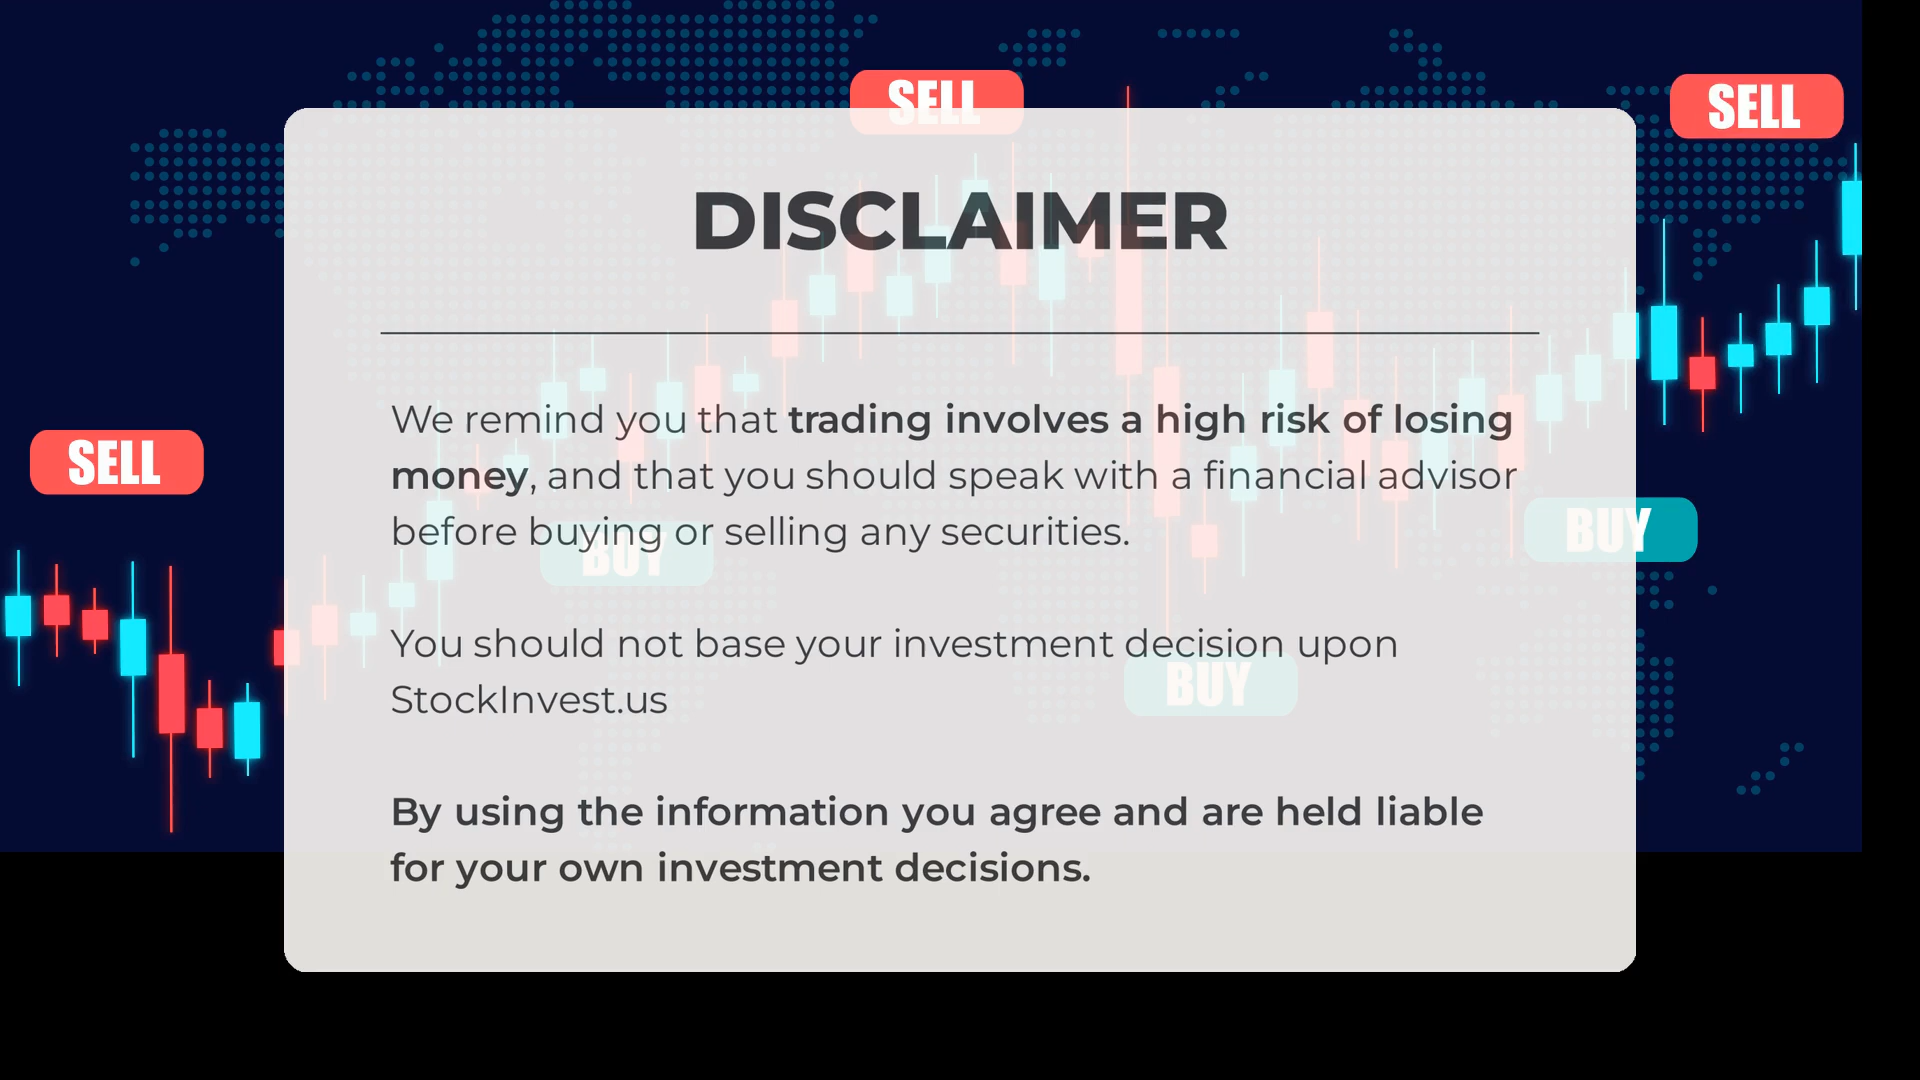 SELL
SELL
DISCLAIMER
We remind you that trading involves a high risk of losing
money, and that you should speak with a financial advisor
before buying or selling any securities.
SELL
BUY
BUY
You should not base your investment decision upon
StockInvest.us
BUY
By using the information you agree and are held liable
for your own investment decisions.